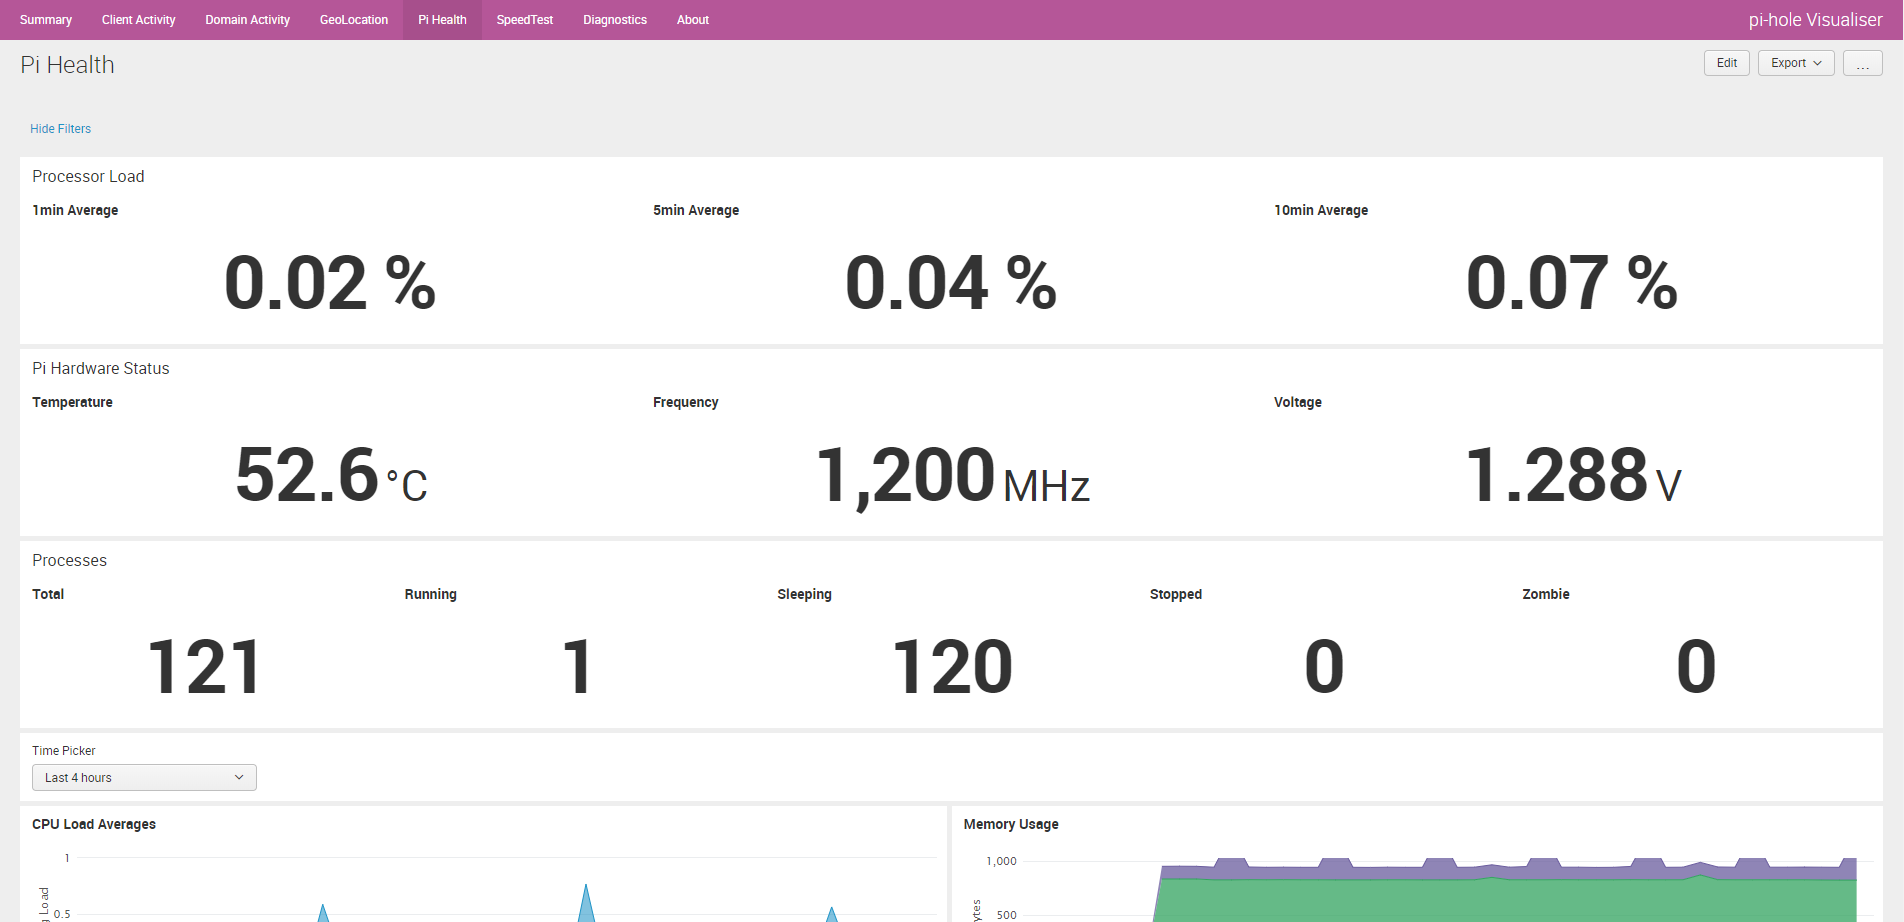 Summary Client Activity Domain Activity GeoLocation Pi Health SpeedTest Diagnostics About pi-hole Visualiser
Pi Health Edit Export ...
Hide Filters
Processor Load
1min Average 5min Average 10min Average
0.02 % 0.04 % 0.07 %
Pi Hardware Status
Temperature Frequency Voltage
52.6 °C 1,200 MHz 1.288 V
Processes
Total Running Sleeping Stopped Zombie
121 1 120 0 0
Time Picker
Last 4 hours
CPU Load Averages Memory Usage
1 1,000
Load
0.5 500